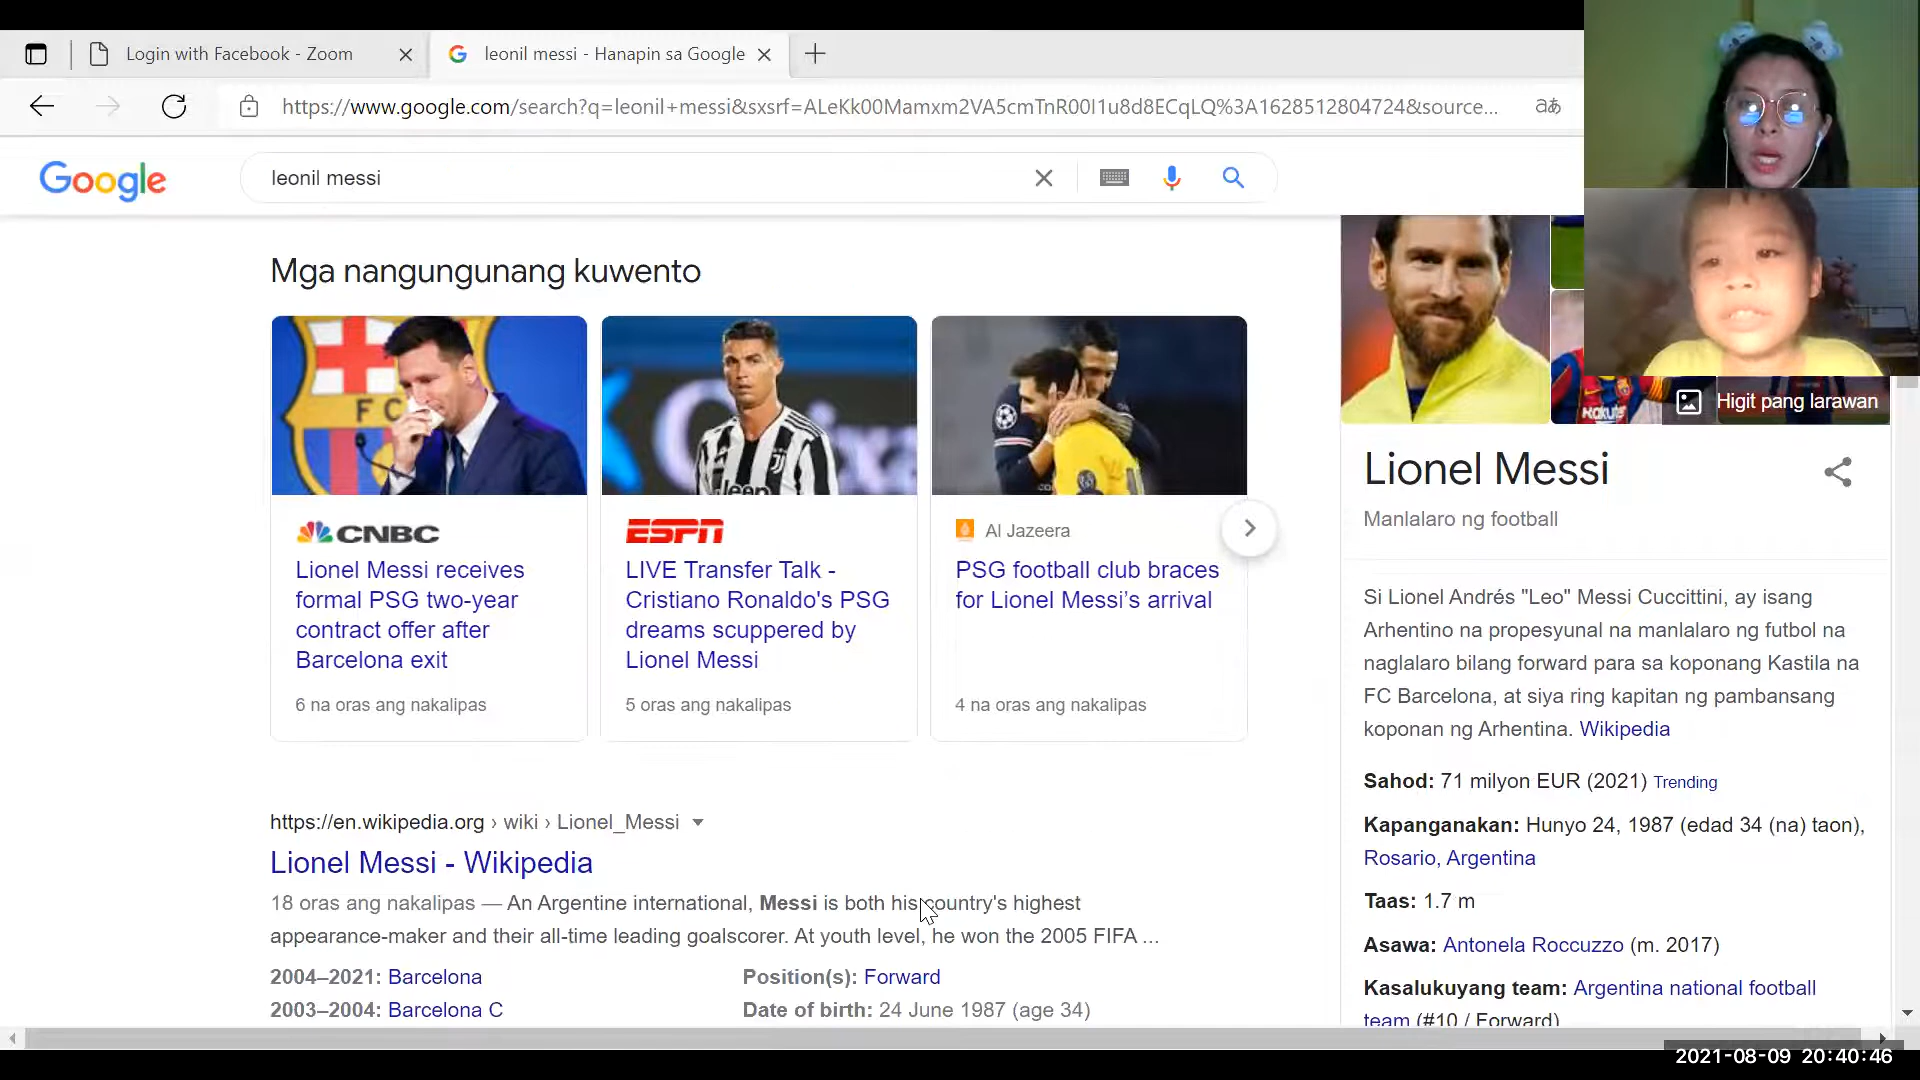 Login with Facebook - Zoom
leonil messi - Hanapin sa Google
https://www.google.com/search?q=leonil+messi&sxsrf=ALeKk00Mamxm2VA5cmTnR00I1u8d8ECqLQ%3A1628512804724&source...
Google
leonil messi
Mga nangungunang kuwento
FC
Jeep
CNBC
Lionel Messi receives
formal PSG two-year
contract offer after
Barcelona exit
6 na oras ang nakalipas
ESPN
LIVE Transfer Talk -
Cristiano Ronaldo's PSG
dreams scuppered by
Lionel Messi
5 oras ang nakalipas
Al Jazeera
PSG football club braces
for Lionel Messi’s arrival
4 na oras ang nakalipas
https://en.wikipedia.org › wiki › Lionel_Messi
Lionel Messi - Wikipedia
18 oras ang nakalipas — An Argentine international, Messi is both his country's highest
appearance-maker and their all-time leading goalscorer. At youth level, he won the 2005 FIFA ...
2004–2021: Barcelona
Position(s): Forward
2003–2004: Barcelona C
Date of birth: 24 June 1987 (age 34)
Rakuten
Higit pang larawan
Lionel Messi
Manlalaro ng football
Si Lionel Andrés "Leo" Messi Cuccittini, ay isang
Arhentino na propesyunal na manlalaro ng futbol na
naglalaro bilang forward para sa koponang Kastila na
FC Barcelona, at siya ring kapitan ng pambansang
koponan ng Arhentina. Wikipedia
Sahod: 71 milyon EUR (2021) Trending
Kapanganakan: Hunyo 24, 1987 (edad 34 (na) taon),
Rosario, Argentina
Taas: 1.7 m
Asawa: Antonela Roccuzzo (m. 2017)
Kasalukuyang team: Argentina national football
team (#10 / Forward)
2021-08-09 20:40:46